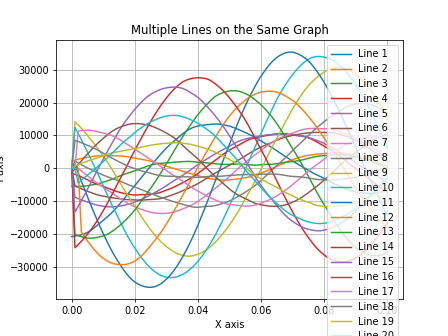 Multiple Lines on the Same Graph
30000
20000
10000
0
−10000
−20000
−30000
0.00
0.02
0.04
0.06
0.08
X axis
Line 1
Line 2
Line 3
Line 4
Line 5
Line 6
Line 7
Line 8
Line 9
Line 10
Line 11
Line 12
Line 13
Line 14
Line 15
Line 16
Line 17
Line 18
Line 19
Line 20